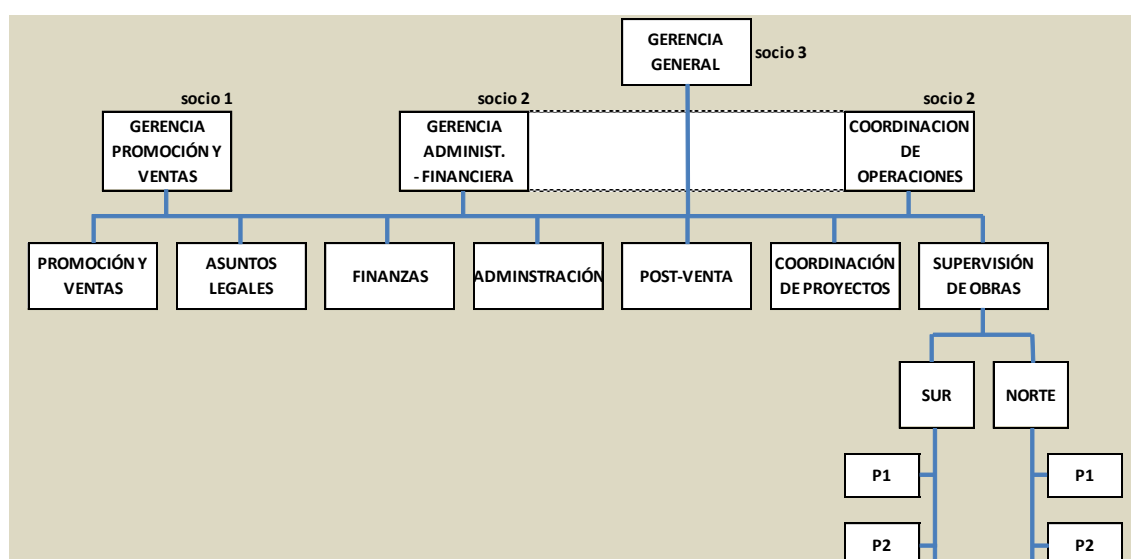 GERENCIA
GENERAL
socio 3
socio 1
socio 2
socio 2
GERENCIA
PROMOCIÓN Y
VENTAS
GERENCIA
ADMINIST.
- FINANCIERA
COORDINACION
DE
OPERACIONES
PROMOCIÓN Y
VENTAS
ASUNTOS
LEGALES
FINANZAS
ADMINSTRACIÓN
POST-VENTA
COORDINACIÓN
DE PROYECTOS
SUPERVISIÓN
DE OBRAS
SUR
NORTE
P1
P1
P2
P2